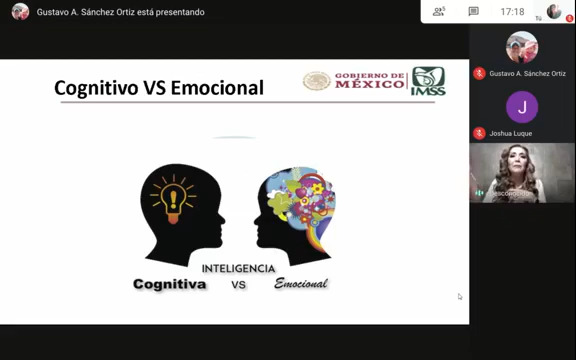 Gustavo A. Sánchez Ortiz está presentando
17:18
Tú
Cognitivo VS Emocional
GOBIERNO DE
MÉXICO
IMSS
INTELIGENCIA
Cognitiva VS Emocional
Gustavo A. Sánchez Ortiz
J
Joshua Luque